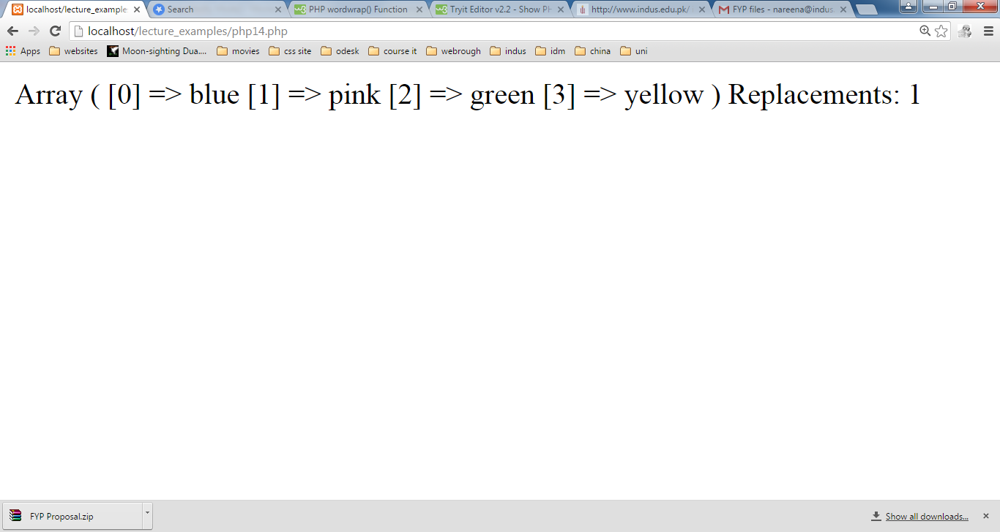 localhost/lecture_example
Search
PHP wordwrap() Function
Tryit Editor v2.2 - Show PH
http://www.indus.edu.pk/
FYP files - nareena@indus.
localhost/lecture_examples/php14.php
Apps
websites
Moon-sighting Dua....
movies
css site
odesk
course it
webrough
indus
idm
china
uni
Array ( [0] => blue [1] => pink [2] => green [3] => yellow ) Replacements: 1
FYP Proposal.zip
Show all downloads...